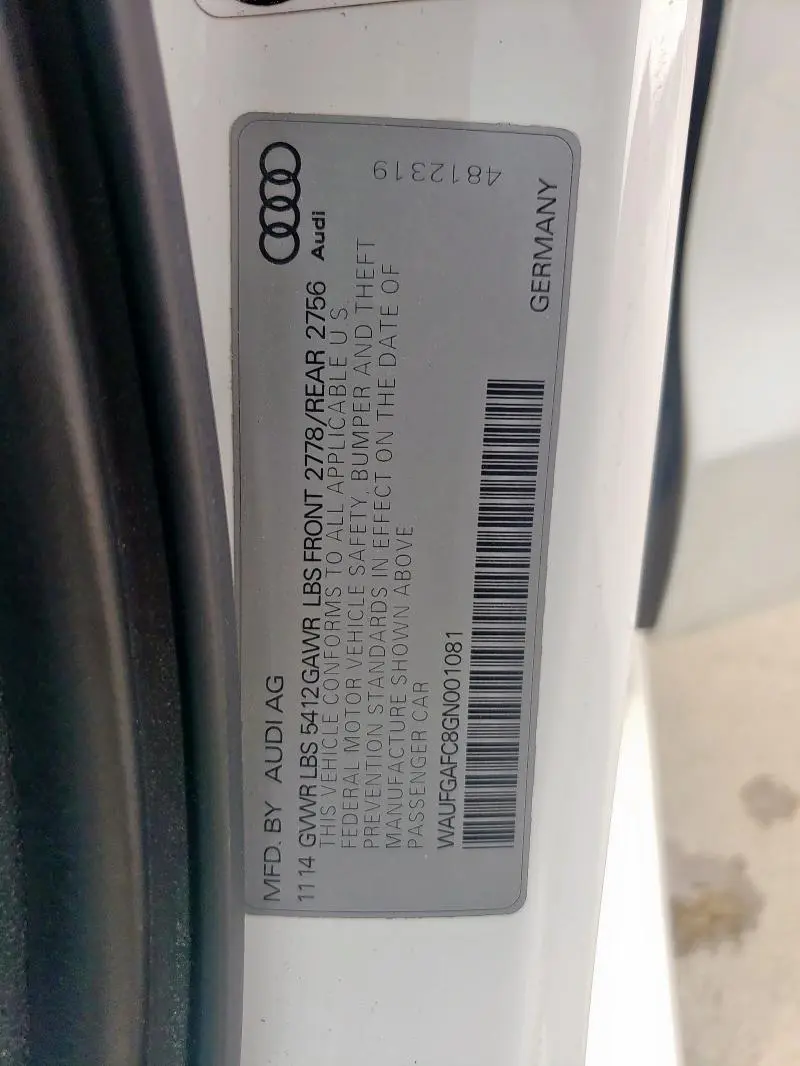 MFD. BY AUDI AG
Audi
1114 GVWR LBS 5412 GAWR LBS FRONT 2778/REAR 2756
THIS VEHICLE CONFORMS TO ALL APPLICABLE U S
FEDERAL MOTOR VEHICLE SAFETY, BUMPER AND THEFT
PREVENTION STANDARDS IN EFFECT ON THE DATE OF
MANUFACTURE SHOWN ABOVE
PASSENGER CAR
4812319
WAUFGAFC8GN001081
GERMANY